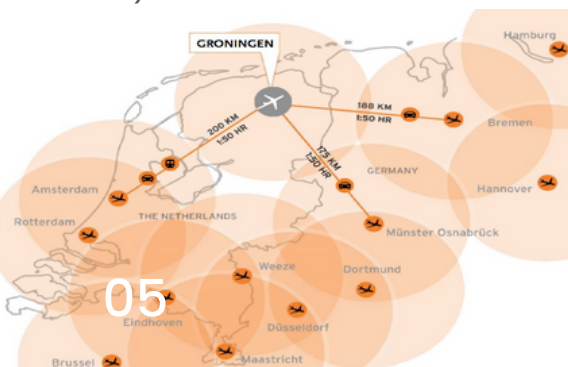 Hamburg
GRONINGEN
188 KM
1:50 HR
Bremen
200 KM
1:50 HR
175 KM
1:50 HR
GERMANY
Hannover
Amsterdam
THE NETHERLANDS
Rotterdam
Münster Osnabrück
Weeze
Dortmund
05
Eindhoven
Düsseldorf
Brussel
Maastricht